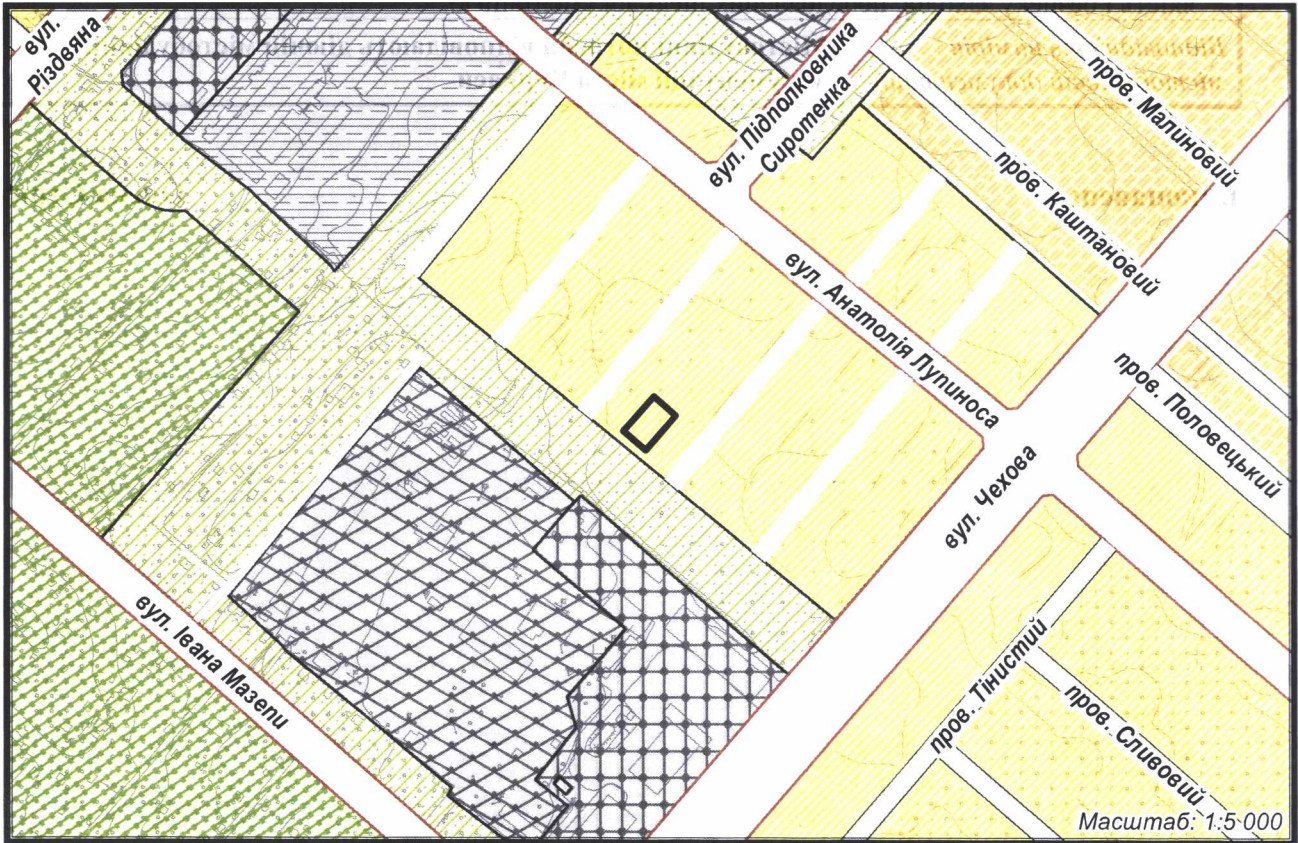 вул.
Різдвяна
вул. Підполковника
Сиротенка
пров. Малиновий
пров. Каштановий
вул. Анатолія Лупиноса
пров. Половецький
вул. Чехова
вул. Івана Мазепи
пров. Тінистий
пров. Сливовий
Масштаб: 1:5 000